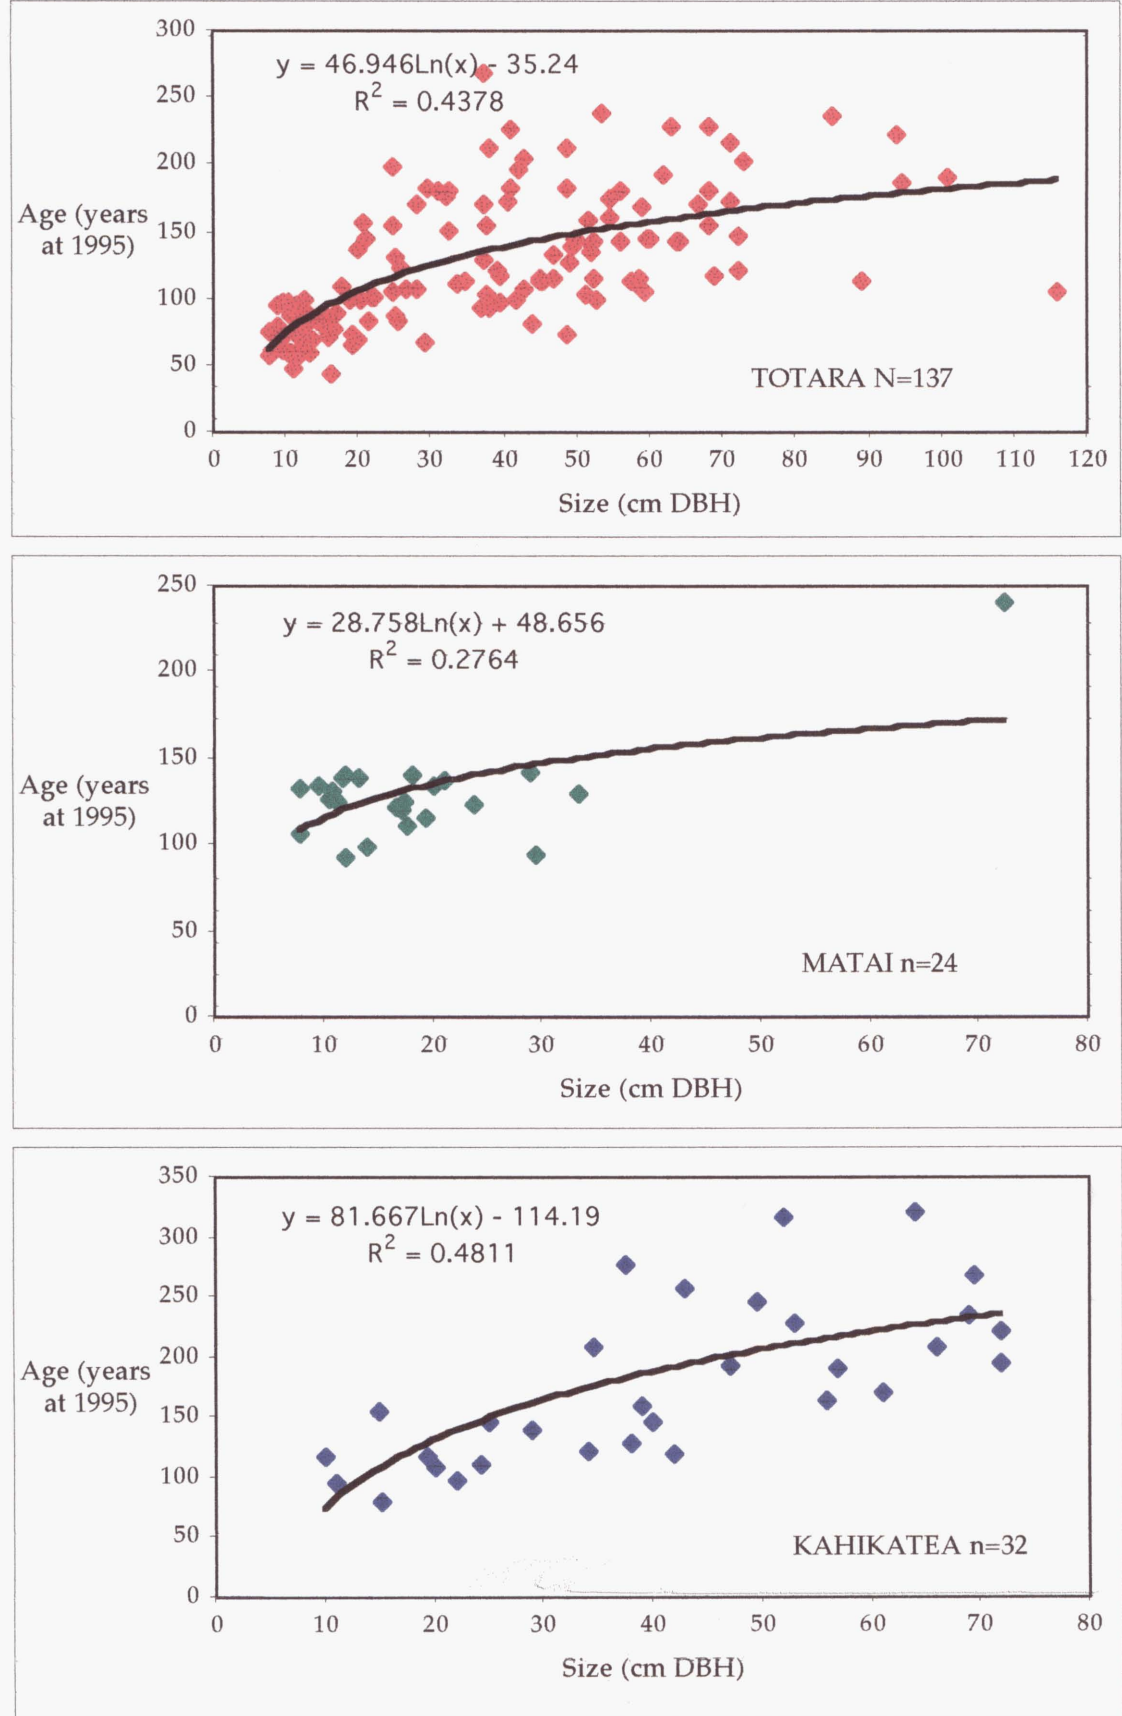 300
y = 46.946Ln(x) - 35.24
250
R² = 0.4378
200
Age (years
at 1995)
150
100
50
TOTARA N=137
0
0 10 20 30 40 50 60 70 80 90 100 110 120
Size (cm DBH)
250
y = 28.758Ln(x) + 48.656
R² = 0.2764
200
150
Age (years
at 1995)
100
50
MATAI n=24
0
0 10 20 30 40 50 60 70 80
Size (cm DBH)
350
y = 81.667Ln(x) - 114.19
300
R² = 0.4811
250
200
Age (years
at 1995)
150
100
50
KAHIKATEA n=32
0
0 10 20 30 40 50 60 70 80
Size (cm DBH)